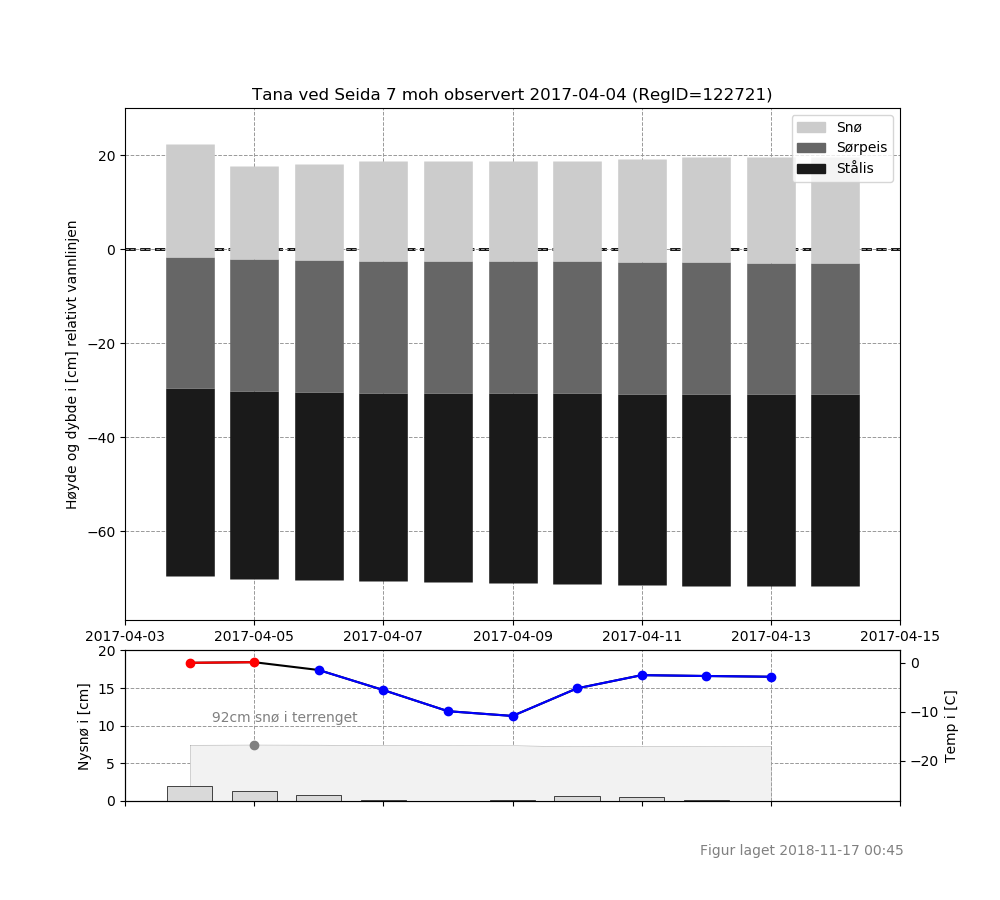 Tana ved Seida 7 moh observert 2017-04-04 (RegID=122721)
Snø
Sørpeis
Stålis
Høyde og dybde i [cm] relativt vannlinjen
20
0
−20
−40
−60
2017-04-03 2017-04-05 2017-04-07 2017-04-09 2017-04-11 2017-04-13 2017-04-15
Nysnø i [cm]
20
15
10
5
0
92cm snø i terrenget
0
−10
−20
Temp i [C]
Figur laget 2018-11-17 00:45